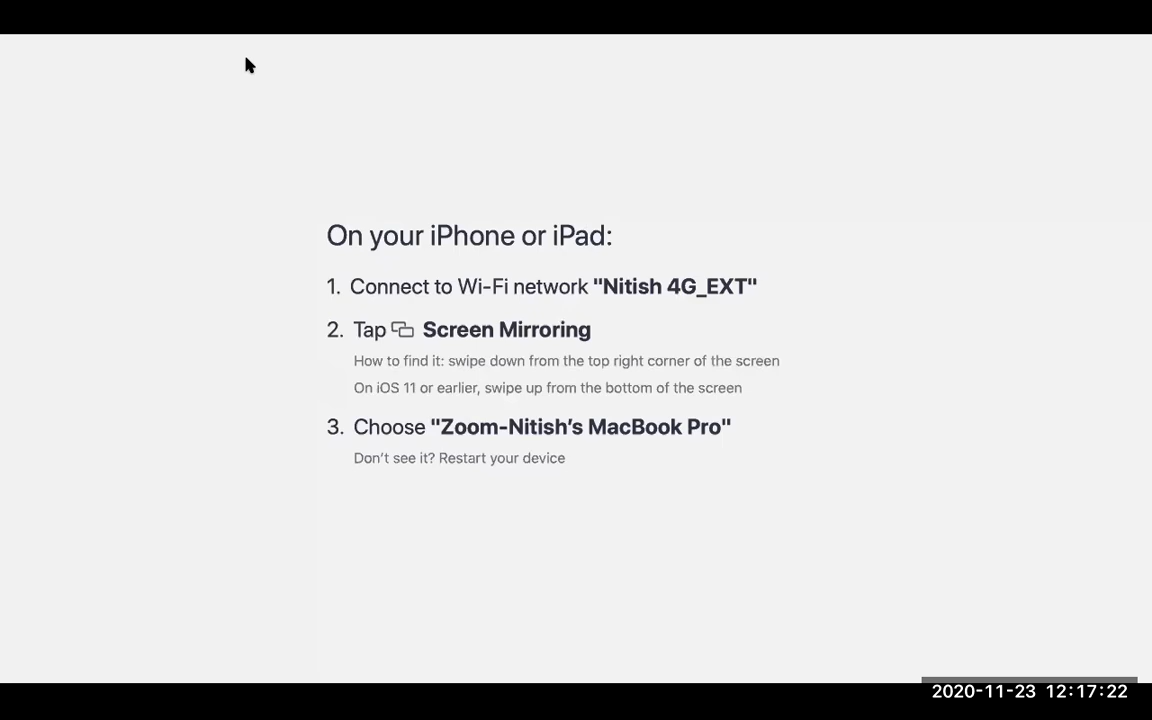 On your iPhone or iPad:
1. Connect to Wi-Fi network "Nitish 4G_EXT"
2. Tap Screen Mirroring
How to find it: swipe down from the top right corner of the screen
On iOS 11 or earlier, swipe up from the bottom of the screen
3. Choose "Zoom-Nitish’s MacBook Pro"
Don’t see it? Restart your device
2020-11-23 12:17:22